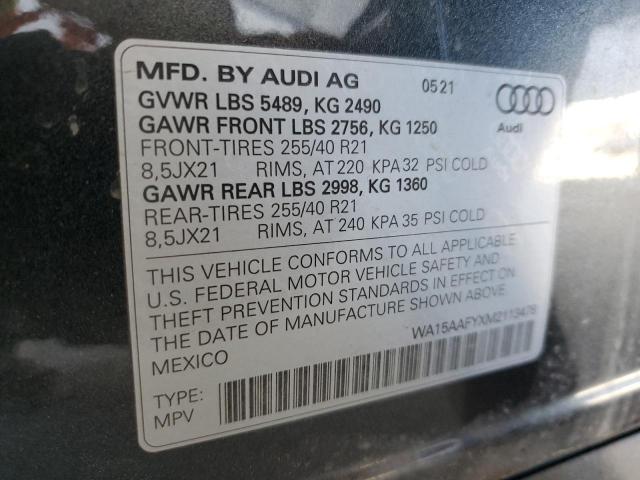 MFD. BY AUDI AG 05 21
GVWR LBS 5489, KG 2490
GAWR FRONT LBS 2756, KG 1250
FRONT-TIRES 255/40 R21
8,5JX21 RIMS, AT 220 KPA 32 PSI COLD
GAWR REAR LBS 2998, KG 1360
REAR-TIRES 255/40 R21
8,5JX21 RIMS, AT 240 KPA 35 PSI COLD
Audi
THIS VEHICLE CONFORMS TO ALL APPLICABLE
U.S. FEDERAL MOTOR VEHICLE SAFETY AND
THEFT PREVENTION STANDARDS IN EFFECT ON
THE DATE OF MANUFACTURE SHOWN ABOVE.
MEXICO
WA15AAFYXM2113478
TYPE:
MPV